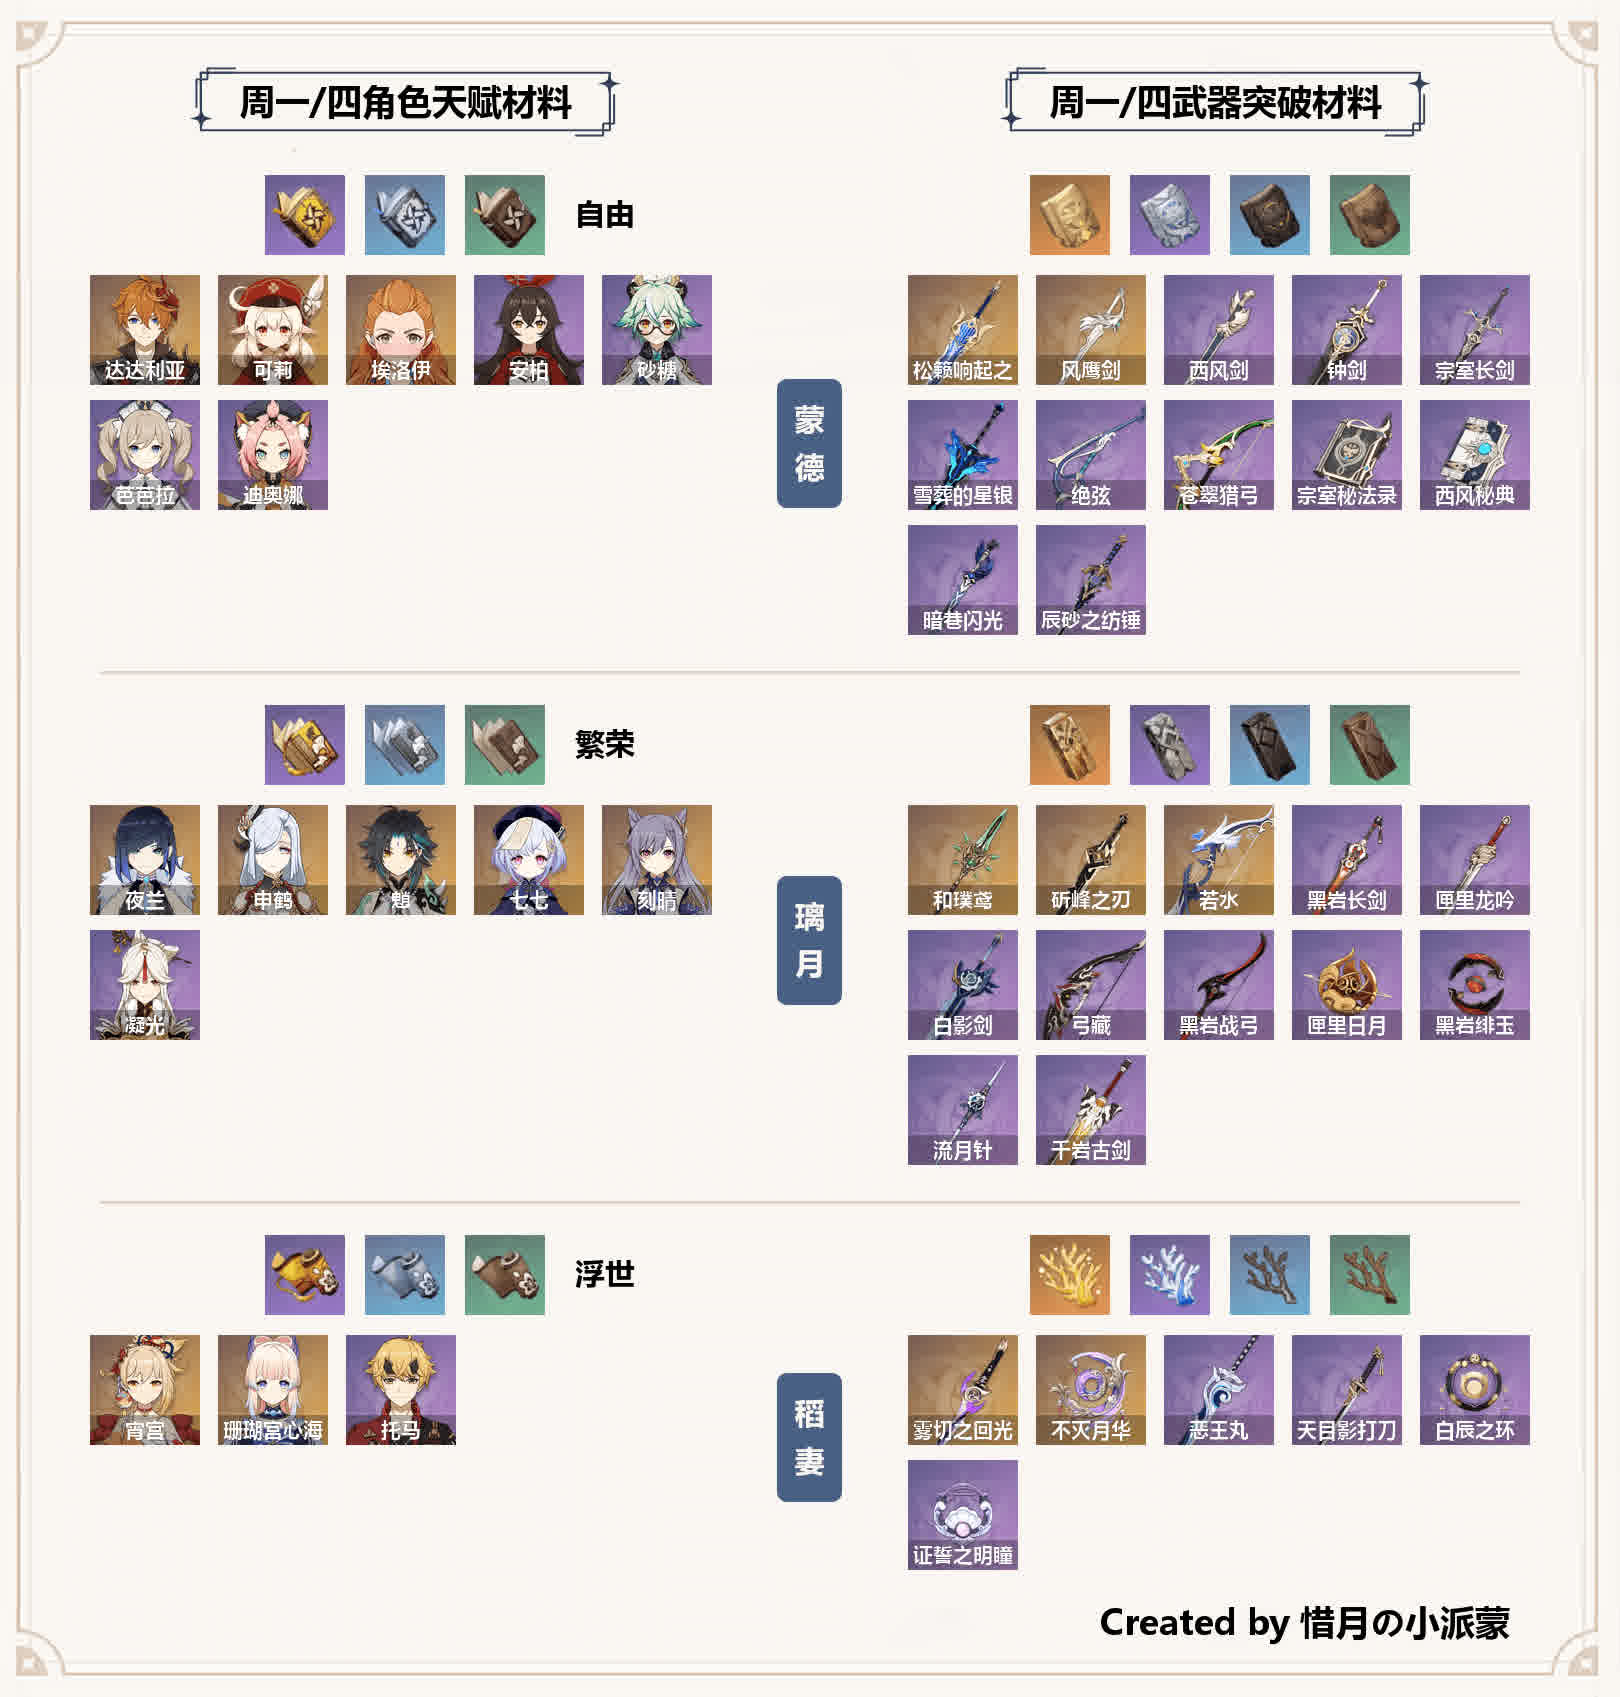 周一/四角色天赋材料
周一/四武器突破材料
自由
达达利亚 可莉 埃洛伊 安柏 砂糖
芭芭拉 迪奥娜
蒙德
松籁响起之 风鹰剑 西风剑 钟剑 宗室长剑
雪葬的星银 绝弦 苍翠猎弓 宗室秘法录 西风秘典
暗巷闪光 辰砂之纺锤
繁荣
夜兰 申鹤 魈 七七 刻晴
凝光
璃月
和璞鸢 斫峰之刃 若水 黑岩长剑 匣里龙吟
白影剑 弓藏 黑岩战弓 匣里日月 黑岩绯玉
流月针 千岩古剑
浮世
宵宫 珊瑚宫心海 托马
稻妻
雾切之回光 不灭月华 恶王丸 天目影打刀 白辰之环
证誓之明瞳
Created by 惜月の小派蒙